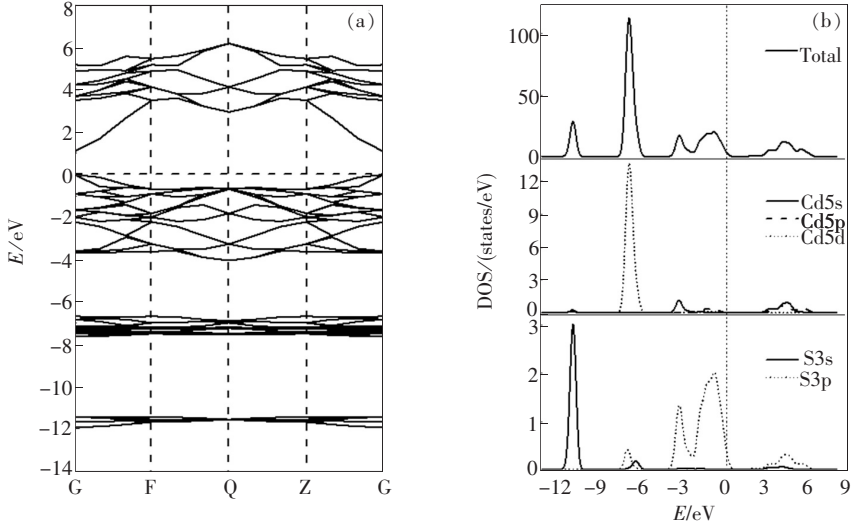 (a)
8
6
4
2
0
−2
−4
−6
−8
−10
−12
−14
E/eV
G F Q Z G
(b)
Total
100
50
0
Cd5s
Cd5p
Cd5d
12
9
6
3
0
S3s
S3p
3
2
1
0
DOS/(states/eV)
−12 −9 −6 −3 0 3 6 9
E/eV